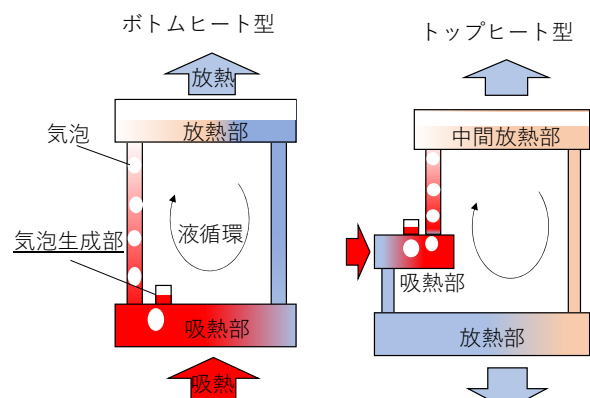 ボトムヒート型
放熱
放熱部
気泡
液循環
気泡生成部
吸熱部
吸熱
トップヒート型
中間放熱部
吸熱部
放熱部